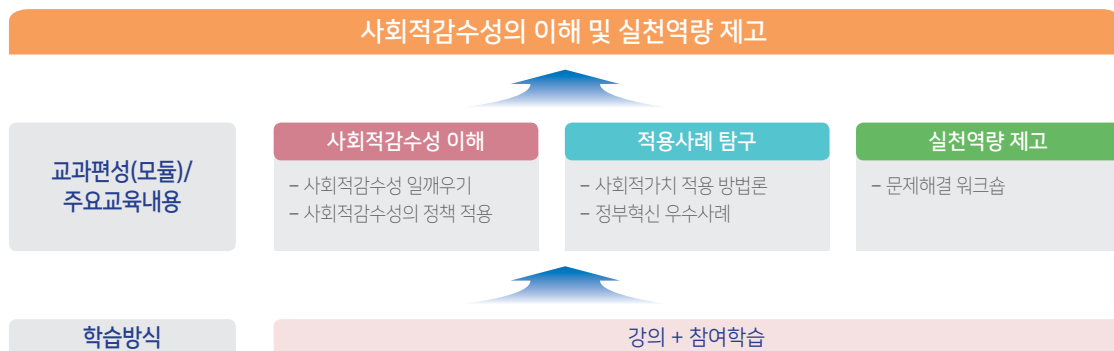 사회적감수성의 이해 및 실천역량 제고
교과편성(모듈)/
주요교육내용
사회적감수성 이해
– 사회적감수성 일깨우기
– 사회적감수성의 정책 적용
적용사례 탐구
– 사회적가치 적용 방법론
– 정부혁신 우수사례
실천역량 제고
– 문제해결 워크숍
학습방식
강의 + 참여학습